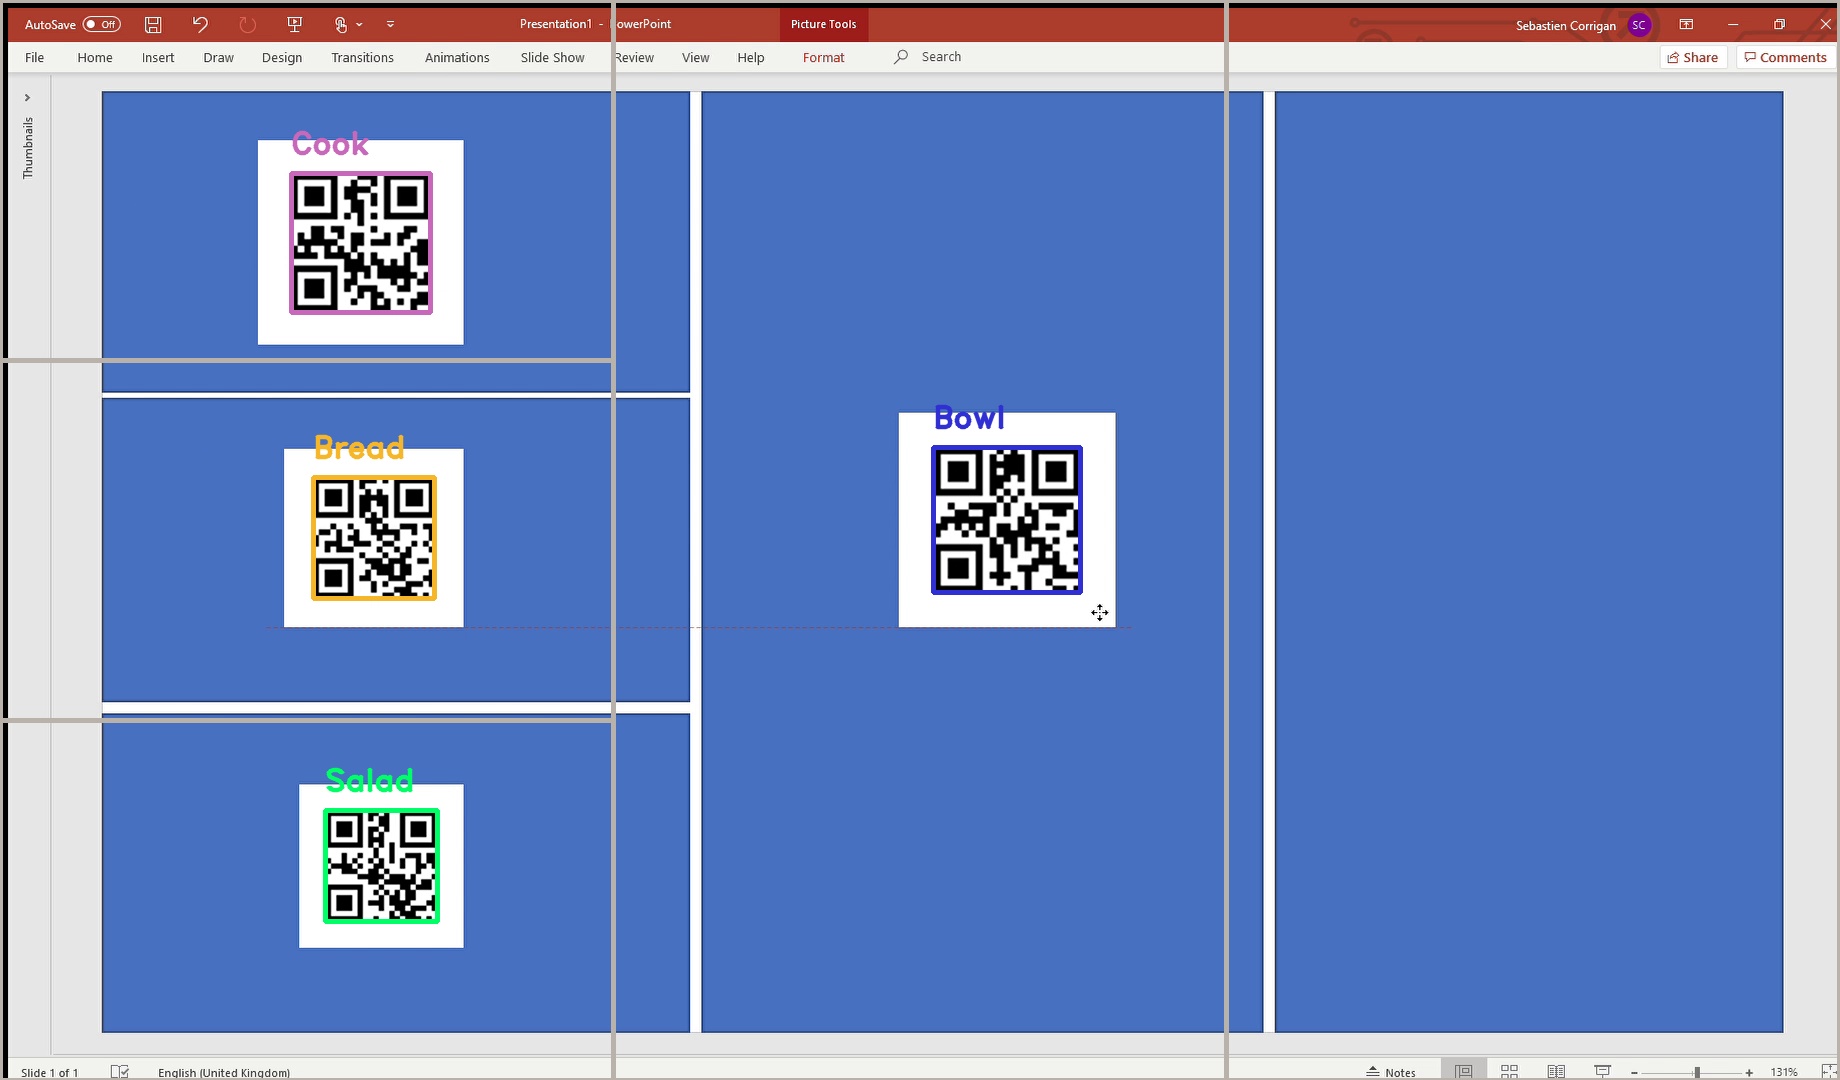 AutoSave Off Presentation1 - PowerPoint Picture Tools Sebastien Corrigan SC
File Home Insert Draw Design Transitions Animations Slide Show Review View Help Format Search Share Comments
Thumbnails
Cook
Bread
Bowl
Salad
Slide 1 of 1 English (United Kingdom) Notes 131%